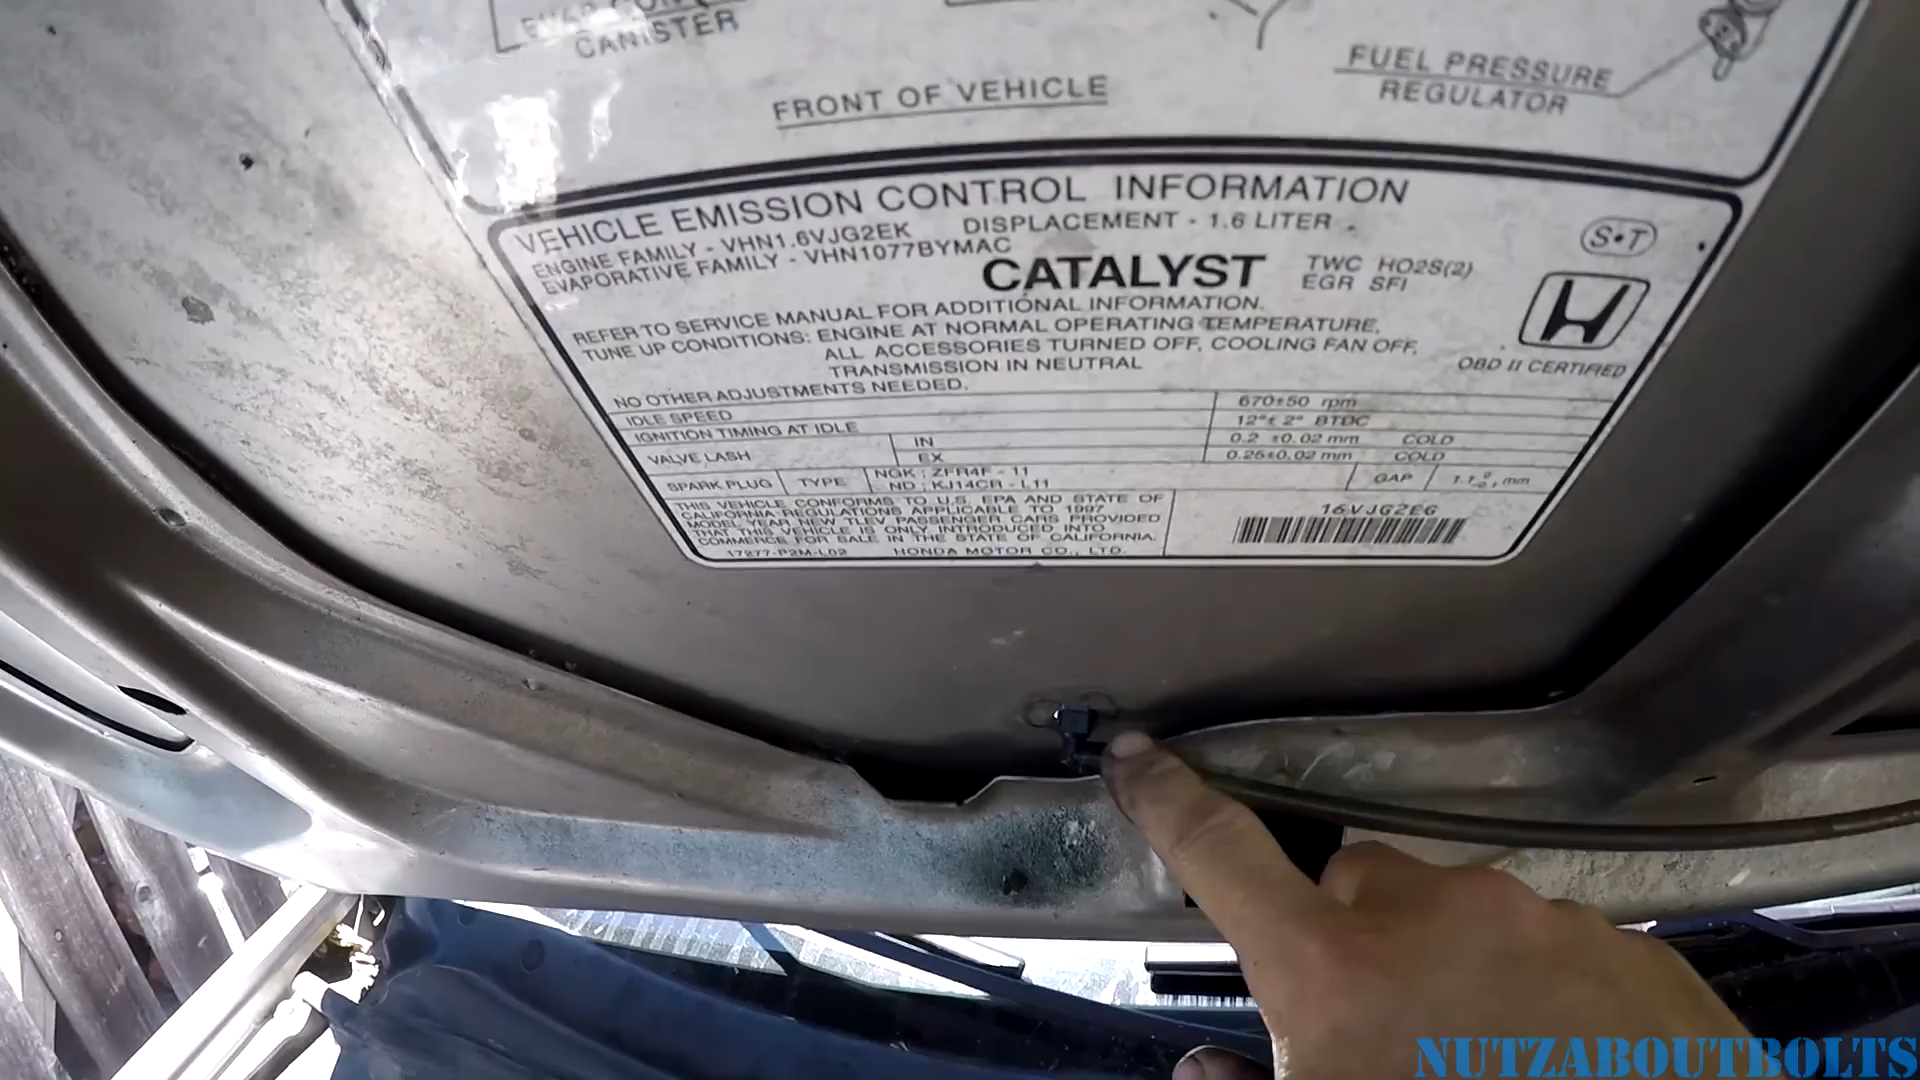 CANISTER
FRONT OF VEHICLE
FUEL PRESSURE
REGULATOR
VEHICLE EMISSION CONTROL INFORMATION
ENGINE FAMILY - VHN1.6VJG2EK DISPLACEMENT - 1.6 LITER
EVAPORATIVE FAMILY - VHN1077BYMAC
S•T
CATALYST
TWC HO2S(2)
EGR SFI
REFER TO SERVICE MANUAL FOR ADDITIONAL INFORMATION.
TUNE UP CONDITIONS: ENGINE AT NORMAL OPERATING TEMPERATURE,
ALL ACCESSORIES TURNED OFF, COOLING FAN OFF,
TRANSMISSION IN NEUTRAL
OBD II CERTIFIED
NO OTHER ADJUSTMENTS NEEDED.
IDLE SPEED 670±50 rpm
IGNITION TIMING AT IDLE 12°± 2° BTDC
VALVE LASH IN 0.2 ±0.02 mm COLD
EX 0.25±0.02 mm COLD
SPARK PLUG TYPE NGK : ZFR4F - 11
ND : KJ14CR - L11
GAP 1.1 mm
THIS VEHICLE CONFORMS TO U.S. EPA AND STATE OF
CALIFORNIA REGULATIONS APPLICABLE TO 1997
MODEL YEAR NEW TLEV PASSENGER CARS PROVIDED
THAT THIS VEHICLE IS ONLY INTRODUCED INTO
COMMERCE FOR SALE IN THE STATE OF CALIFORNIA.
17277-P2M-L02 HONDA MOTOR CO., LTD.
16VJG2EG
NUTZABOUTBOLTS